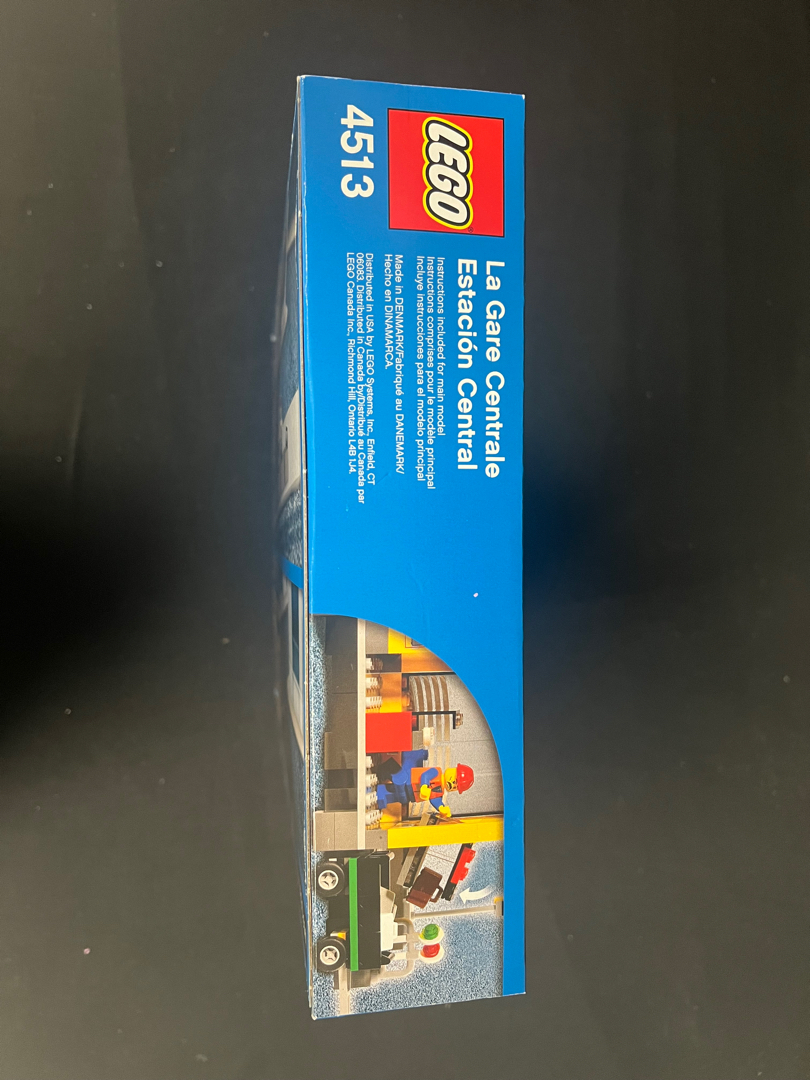 LEGO®
4513
La Gare Centrale
Estación Central
Instructions included for main model
Instructions comprises pour le modèle principal
Incluye instrucciones para el modelo principal
Made in DENMARK/Fabriqué au DANEMARK/
Hecho en DINAMARCA.
Distributed in USA by LEGO Systems, Inc., Enfield, CT
06083. Distributed in Canada by/Distribué au Canada par
LEGO Canada Inc., Richmond Hill, Ontario L4B 1J4.